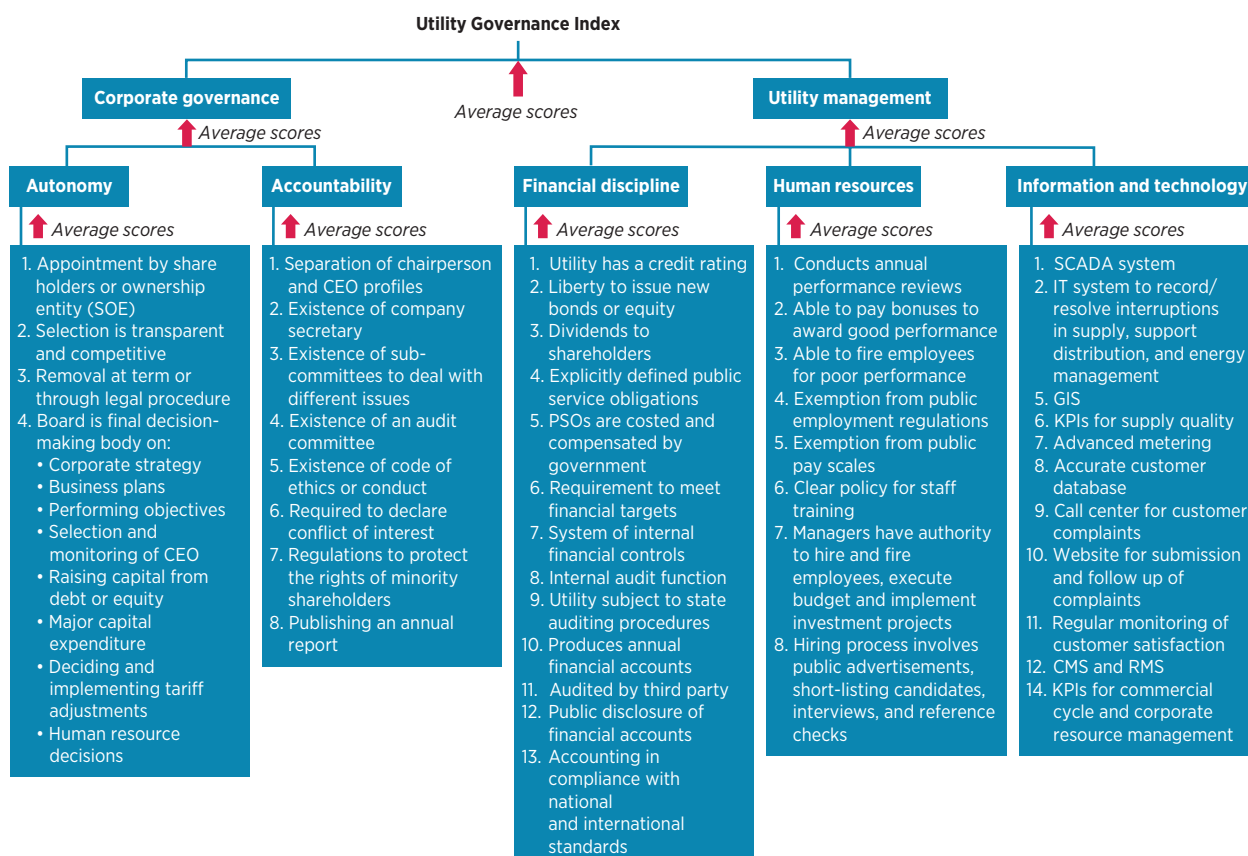 Utility Governance Index
Corporate governance
Utility management
Average scores
Average scores
Average scores
Autonomy
Accountability
Financial discipline
Human resources
Information and technology
Average scores
1. Appointment by share
holders or ownership
entity (SOE)
2. Selection is transparent
and competitive
3. Removal at term or
through legal procedure
4. Board is final decision-
making body on:
• Corporate strategy
• Business plans
• Performing objectives
• Selection and
monitoring of CEO
• Raising capital from
debt or equity
• Major capital
expenditure
• Deciding and
implementing tariff
adjustments
• Human resource
decisions
Average scores
1. Separation of chairperson
and CEO profiles
2. Existence of company
secretary
3. Existence of sub-
committees to deal with
different issues
4. Existence of an audit
committee
5. Existence of code of
ethics or conduct
6. Required to declare
conflict of interest
7. Regulations to protect
the rights of minority
shareholders
8. Publishing an annual
report
Average scores
1. Utility has a credit rating
2. Liberty to issue new
bonds or equity
3. Dividends to
shareholders
4. Explicitly defined public
service obligations
5. PSOs are costed and
compensated by
government
6. Requirement to meet
financial targets
7. System of internal
financial controls
8. Internal audit function
9. Utility subject to state
auditing procedures
10. Produces annual
financial accounts
11. Audited by third party
12. Public disclosure of
financial accounts
13. Accounting in
compliance with
national
and international
standards
Average scores
1. Conducts annual
performance reviews
2. Able to pay bonuses to
award good performance
3. Able to fire employees
for poor performance
4. Exemption from public
employment regulations
5. Exemption from public
pay scales
6. Clear policy for staff
training
7. Managers have authority
to hire and fire
employees, execute
budget and implement
investment projects
8. Hiring process involves
public advertisements,
short-listing candidates,
interviews, and reference
checks
Average scores
1. SCADA system
2. IT system to record/
resolve interruptions
in supply, support
distribution, and energy
management
5. GIS
6. KPIs for supply quality
7. Advanced metering
8. Accurate customer
database
9. Call center for customer
complaints
10. Website for submission
and follow up of
complaints
11. Regular monitoring of
customer satisfaction
12. CMS and RMS
14. KPIs for commercial
cycle and corporate
resource management